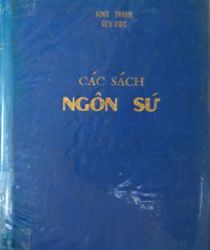 KINH THÁNH
CỰU ƯỚC
CÁC SÁCH
NGÔN SỨ